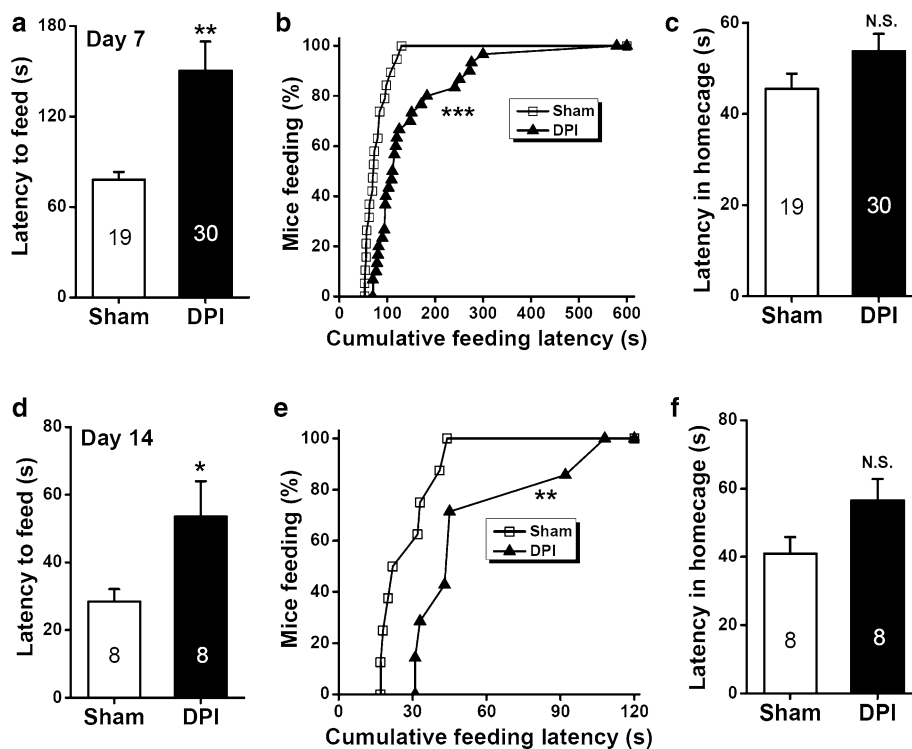 a
Day 7
**
Latency to feed (s)
180
120
60
0
19
30
Sham
DPI
b
Mice feeding (%)
100
80
60
40
20
0
***
Sham
DPI
0 100 200 300 400 500 600
Cumulative feeding latency (s)
c
N.S.
Latency in homecage (s)
60
40
20
0
19
30
Sham
DPI
d
Day 14
*
Latency to feed (s)
80
60
40
20
0
8
8
Sham
DPI
e
Mice feeding (%)
100
80
60
40
20
0
**
Sham
DPI
0 30 60 90 120
Cumulative feeding latency (s)
f
N.S.
Latency in homecage (s)
80
60
40
20
0
8
8
Sham
DPI